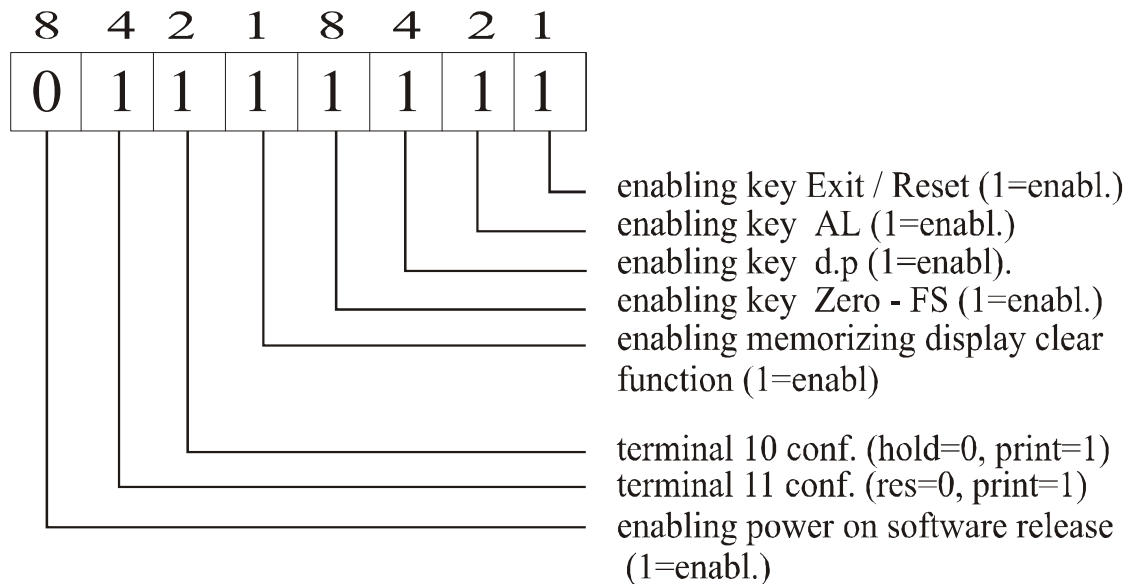 8 4 2 1 8 4 2 1
0 1 1 1 1 1 1 1
enabling key Exit / Reset (1=enabl.)
enabling key AL (1=enabl.)
enabling key d.p (1=enabl).
enabling key Zero - FS (1=enabl.)
enabling memorizing display clear
function (1=enabl)
terminal 10 conf. (hold=0, print=1)
terminal 11 conf. (res=0, print=1)
enabling power on software release
(1=enabl.)